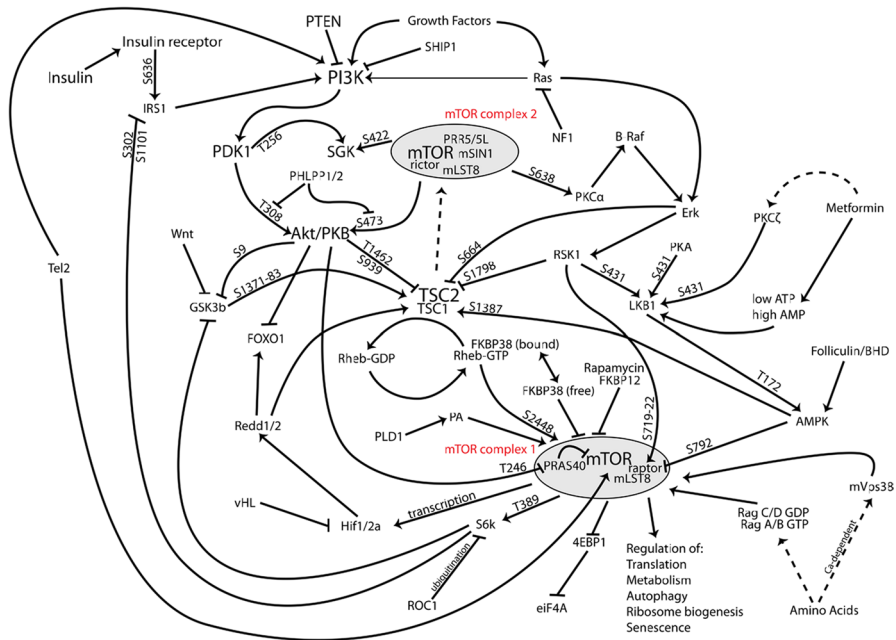 PTEN
Growth Factors
Insulin receptor
SHIP1
Insulin
S636
PI3K
Ras
IRS1
mTOR complex 2
NF1
B Raf
S302
S1101
PDK1
T256
SGK
S422
PRR5/5L
mTOR mSIN1
rictor
mLST8
S638
PKCα
PHLPP1/2
T308
S473
Erk
PKCζ
Metformin
Wnt
Akt/PKB
S9
T1462
S939
S664
S1798
RSK1
PKA
S431
S431
S431
Tel2
GSK3b
S1371-83
TSC2
TSC1
S1387
LKB1
low ATP
high AMP
FOXO1
Rheb-GDP
FKBP38 (bound)
Rheb-GTP
Rapamycin
FKBP12
FKBP38 (free)
Folliculin/BHD
T172
Redd1/2
PLD1
PA
S2448
S719-22
AMPK
mTOR complex 1
T246
PRAS40
mTOR
raptor
mLST8
S792
vHL
Hif1/2a
transcription
T389
S6k
ubiquitination
ROC1
4EBP1
eiF4A
Regulation of:
Translation
Metabolism
Autophagy
Ribosome biogenesis
Senescence
Rag C/D GDP
Rag A/B GTP
mVps38
Ca-dependent
Amino Acids